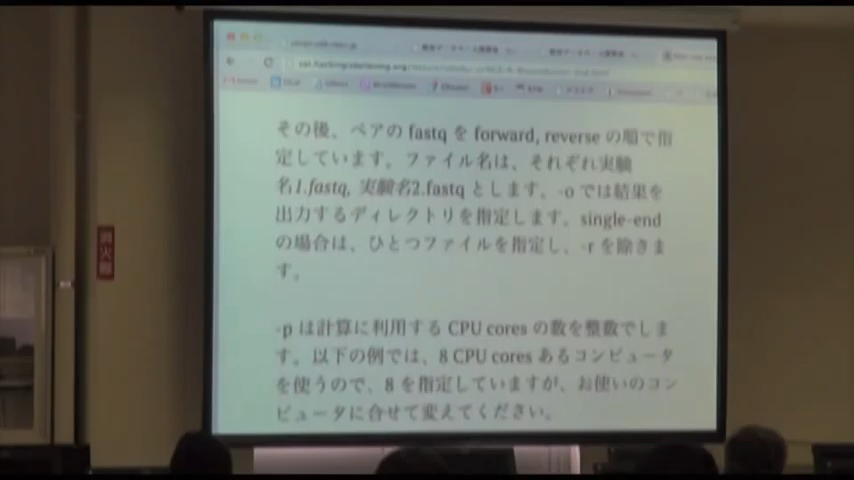 その後、ペアの fastq を forward, reverse の順で指
定しています。ファイル名は、それぞれ実験
名1.fastq, 実験名2.fastq とします。-o では結果を
出力するディレクトリを指定します。single-end
の場合は、ひとつファイルを指定し、-r を除きま
す。
-p は計算に利用する CPU cores の数を整数でしま
す。以下の例では、8 CPU cores あるコンピュータ
を使うので、8 を指定していますが、お使いのコン
ピュータに合せて変えてください。